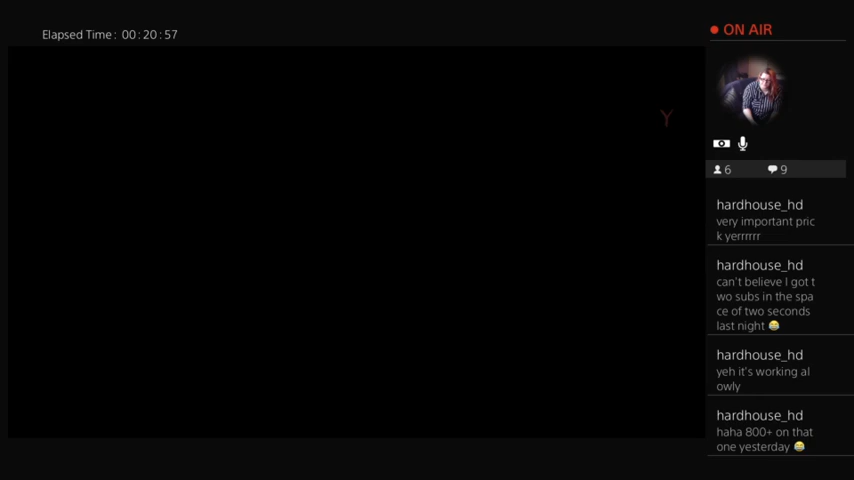 Elapsed Time: 00:20:57
ON AIR
Y
6 9
hardhouse_hd
very important pric
k yerrrrrr
hardhouse_hd
can't believe I got t
wo subs in the spa
ce of two seconds
last night 😂
hardhouse_hd
yeh it's working al
owly
hardhouse_hd
haha 800+ on that
one yesterday 😂